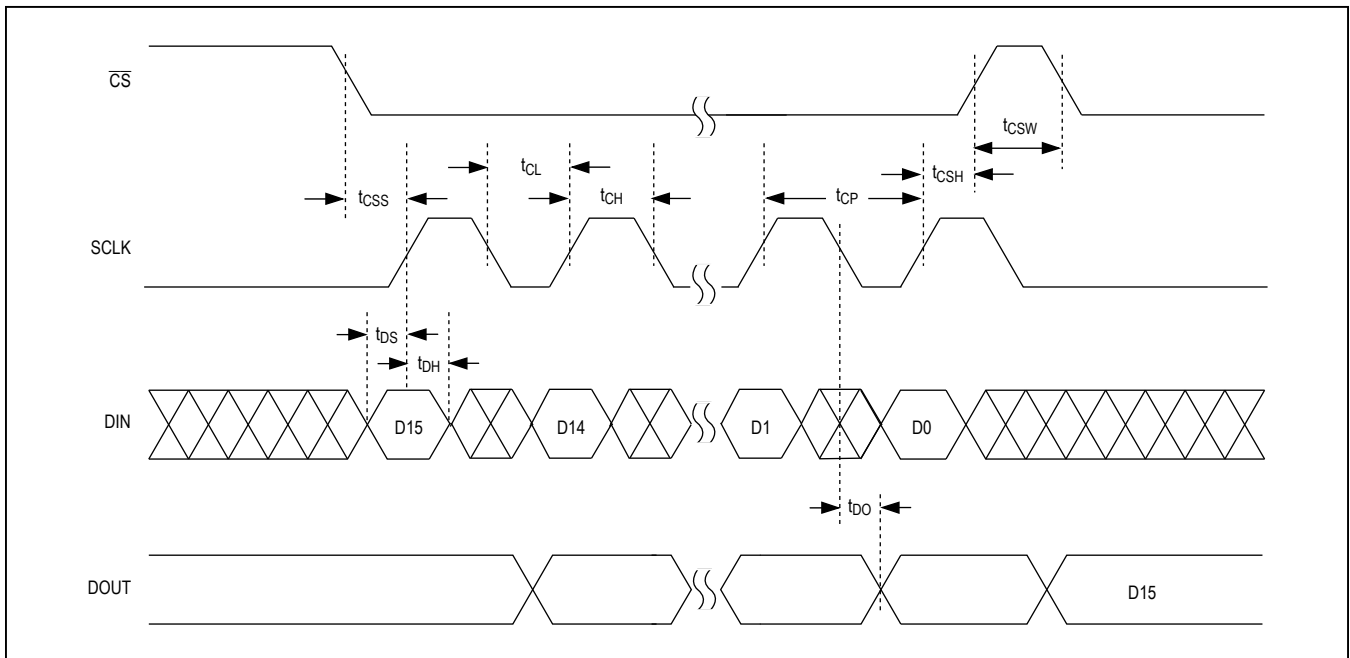 CS
tCSW
tCL
tCSH
tCSS
tCH
tCP
SCLK
tDS
tDH
DIN
D15
D14
D1
D0
tDO
DOUT
D15